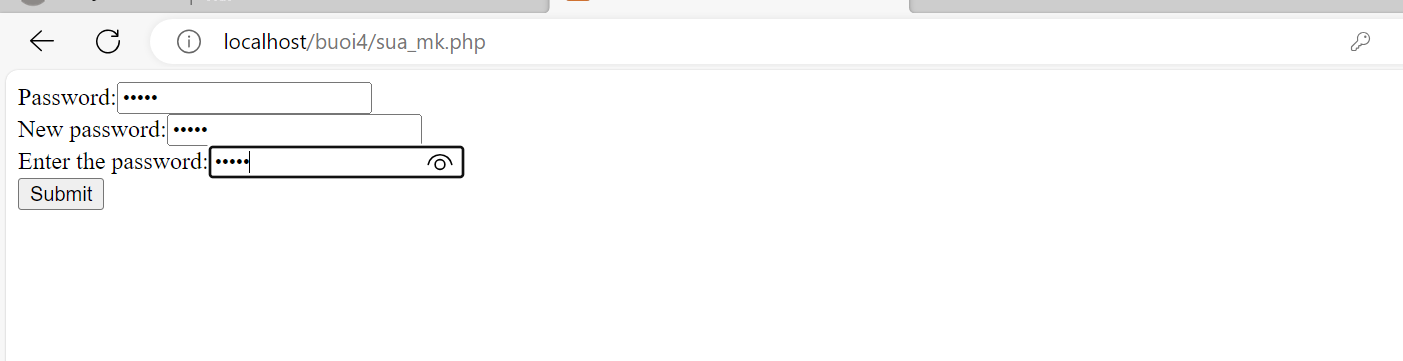 localhost/buoi4/sua_mk.php
Password: •••••
New password: •••••
Enter the password: •••••
Submit